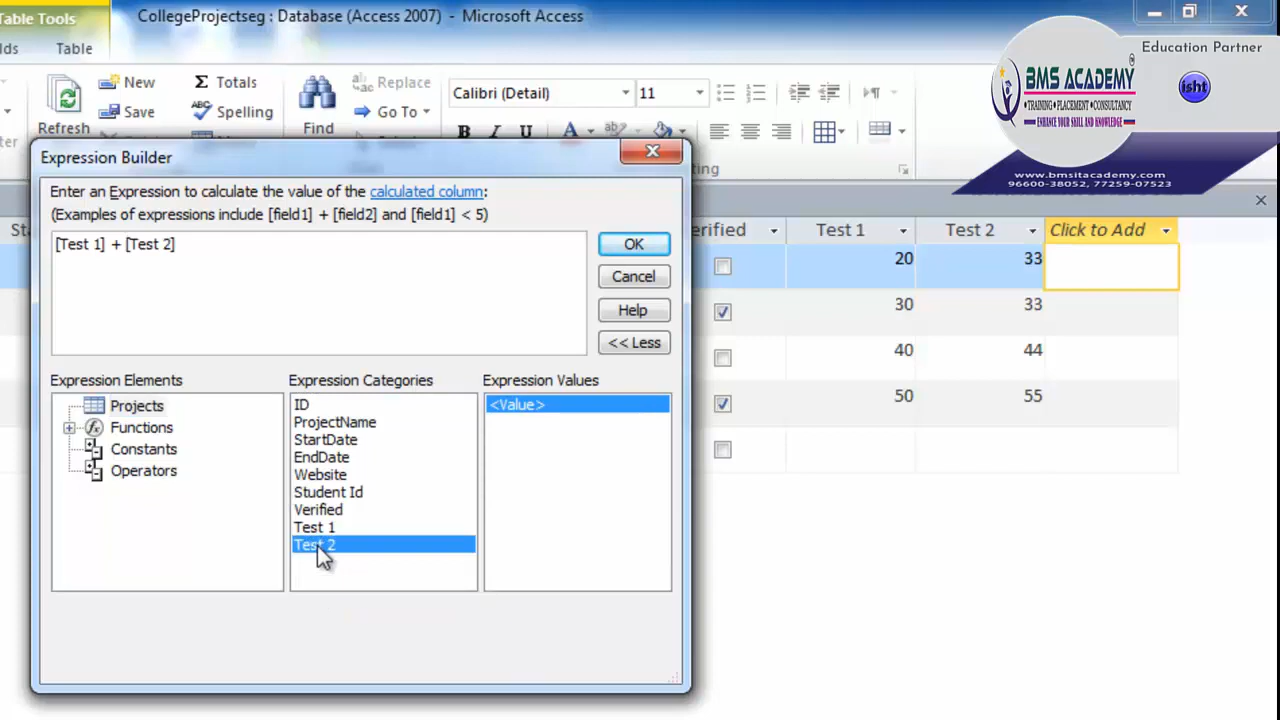 Table Tools
CollegeProjectseg : Database (Access 2007) - Microsoft Access
Education Partner
Table
New
Totals
Replace
Calibri (Detail)
11
BMS ACADEMY
isht
Save
Spelling
Go To
•TRAINING•PLACEMENT•CONSULTANCY
ENHANCE YOUR SKILL AND KNOWLEDGE
Refresh
Find
B I U A
www.bmsitacademy.com
96600-38052, 77259-07523
Expression Builder
Enter an Expression to calculate the value of the calculated column:
(Examples of expressions include [field1] + [field2] and [field1] < 5)
[Test 1] + [Test 2]
OK
Cancel
Help
<< Less
erified
Test 1
Test 2
Click to Add
20
33
30
33
40
44
50
55
Expression Elements
Expression Categories
Expression Values
Projects
Functions
Constants
Operators
ID
ProjectName
StartDate
EndDate
Website
Student Id
Verified
Test 1
Test 2
<Value>